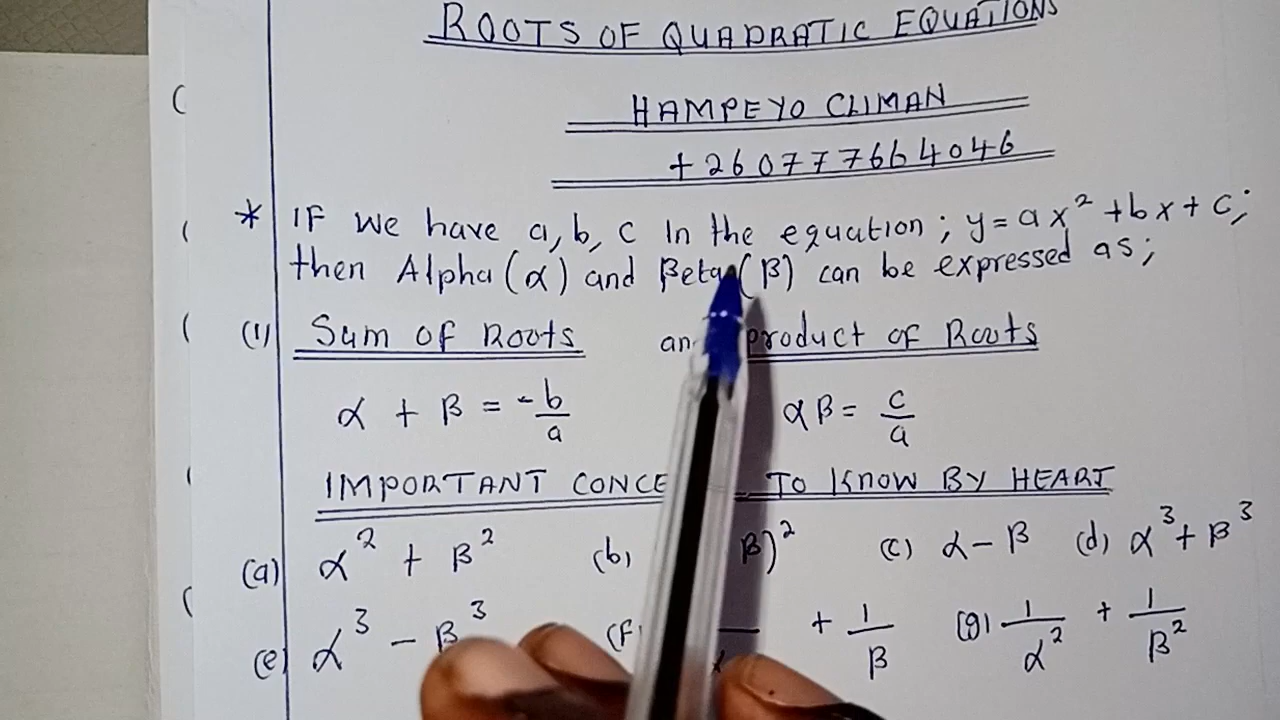 ROOTS OF QUADRATIC EQUATIONS
HAMPEYO CLIMAN
+260777664046
* IF we have a, b, c in the equation; y = ax² + bx + c;
then Alpha (α) and Beta (β) can be expressed as;
(1) Sum of Roots product of Roots
α + β = -b/a αβ = c/a
IMPORTANT TO KNOW BY HEART
(a) α² + β² (b) β)² (c) α - β (d) α³ + β³
(e) α³ - β³ (f) + 1/β (g) 1/α² + 1/β²